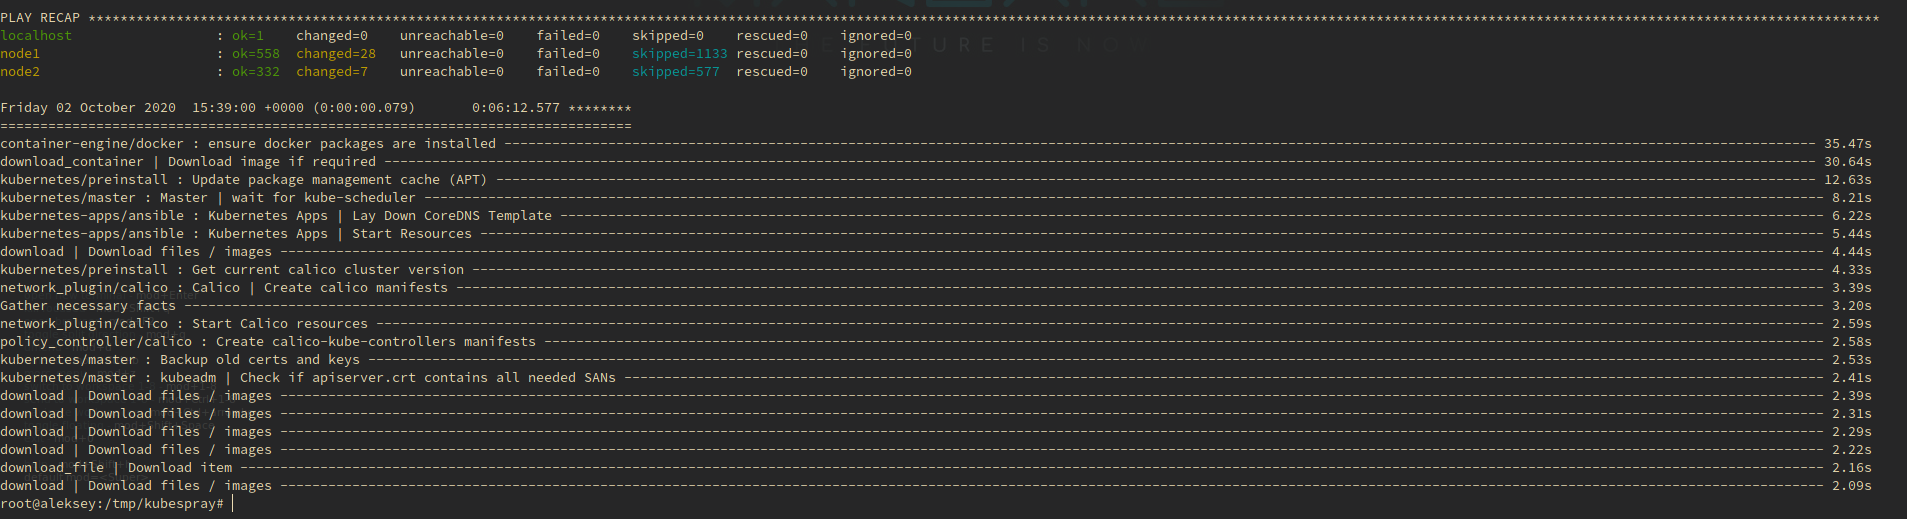 PLAY RECAP ********************************************************************************************************************************************************************************************************************************
localhost                  : ok=1    changed=0    unreachable=0    failed=0    skipped=0    rescued=0    ignored=0
node1                      : ok=558  changed=28   unreachable=0    failed=0    skipped=1133 rescued=0    ignored=0
node2                      : ok=332  changed=7    unreachable=0    failed=0    skipped=577  rescued=0    ignored=0
Friday 02 October 2020  15:39:00 +0000 (0:00:00.079)       0:06:12.577 ********
===============================================================================
container-engine/docker : ensure docker packages are installed ---- 35.47s
download_container | Download image if required ---- 30.64s
kubernetes/preinstall : Update package management cache (APT) ---- 12.63s
kubernetes/master : Master | wait for kube-scheduler ---- 8.21s
kubernetes-apps/ansible : Kubernetes Apps | Lay Down CoreDNS Template ---- 6.22s
kubernetes-apps/ansible : Kubernetes Apps | Start Resources ---- 5.44s
download | Download files / images ---- 4.44s
kubernetes/preinstall : Get current calico cluster version ---- 4.33s
network_plugin/calico : Calico | Create calico manifests ---- 3.39s
Gather necessary facts ---- 3.20s
network_plugin/calico : Start Calico resources ---- 2.59s
policy_controller/calico : Create calico-kube-controllers manifests ---- 2.58s
kubernetes/master : Backup old certs and keys ---- 2.53s
kubernetes/master : kubeadm | Check if apiserver.crt contains all needed SANs ---- 2.41s
download | Download files / images ---- 2.39s
download | Download files / images ---- 2.31s
download | Download files / images ---- 2.29s
download | Download files / images ---- 2.22s
download_file | Download item ---- 2.16s
download | Download files / images ---- 2.09s
root@aleksey:/tmp/kubespray#